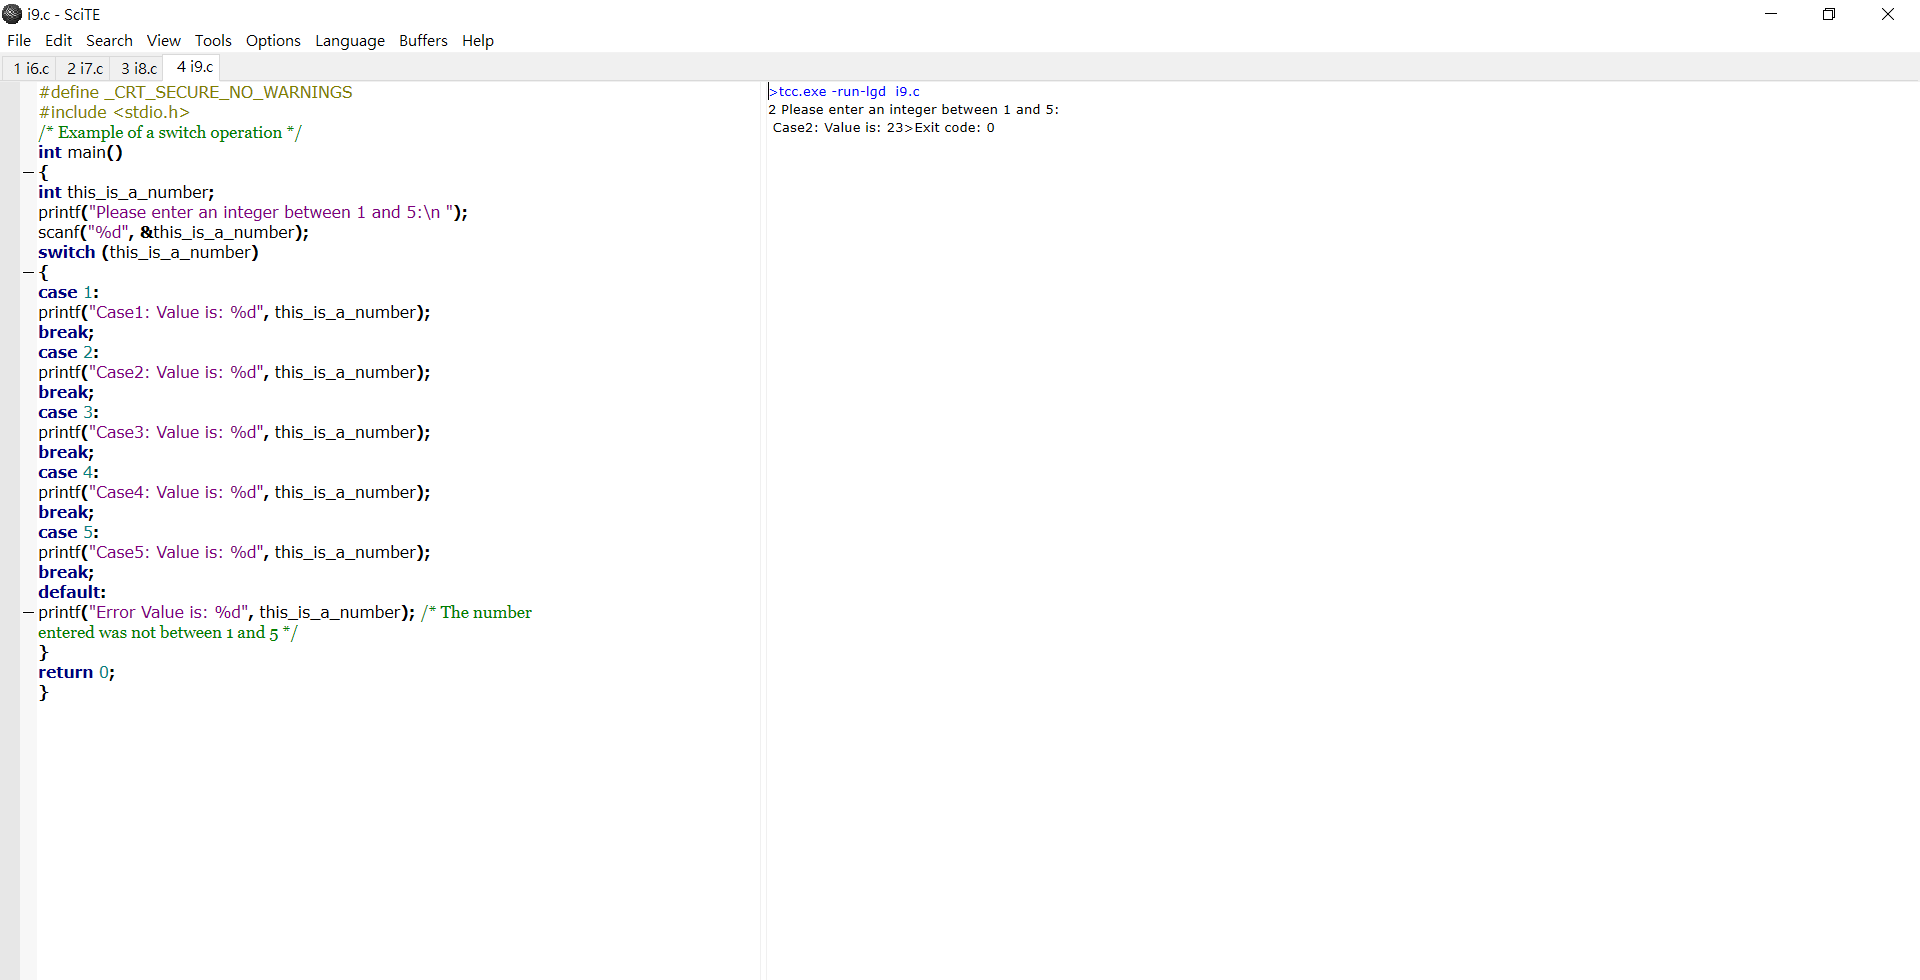 i9.c - SciTE
File Edit Search View Tools Options Language Buffers Help
1 i6.c 2 i7.c 3 i8.c 4 i9.c
#define _CRT_SECURE_NO_WARNINGS
#include <stdio.h>
/* Example of a switch operation */
int main()
{
int this_is_a_number;
printf("Please enter an integer between 1 and 5:\n ");
scanf("%d", &this_is_a_number);
switch (this_is_a_number)
{
case 1:
printf("Case1: Value is: %d", this_is_a_number);
break;
case 2:
printf("Case2: Value is: %d", this_is_a_number);
break;
case 3:
printf("Case3: Value is: %d", this_is_a_number);
break;
case 4:
printf("Case4: Value is: %d", this_is_a_number);
break;
case 5:
printf("Case5: Value is: %d", this_is_a_number);
break;
default:
printf("Error Value is: %d", this_is_a_number); /* The number
entered was not between 1 and 5 */
}
return 0;
}
>tcc.exe -run-lgd  i9.c
2 Please enter an integer between 1 and 5:
 Case2: Value is: 23>Exit code: 0